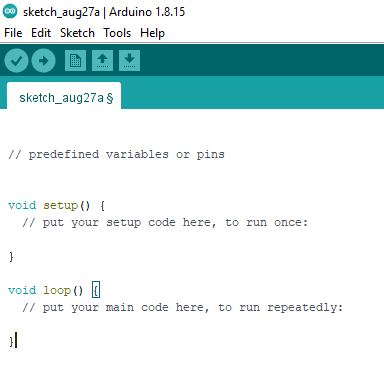 sketch_aug27a | Arduino 1.8.15
File Edit Sketch Tools Help
sketch_aug27a §
// predefined variables or pins
void setup() {
// put your setup code here, to run once:
}
void loop() {
// put your main code here, to run repeatedly:
}